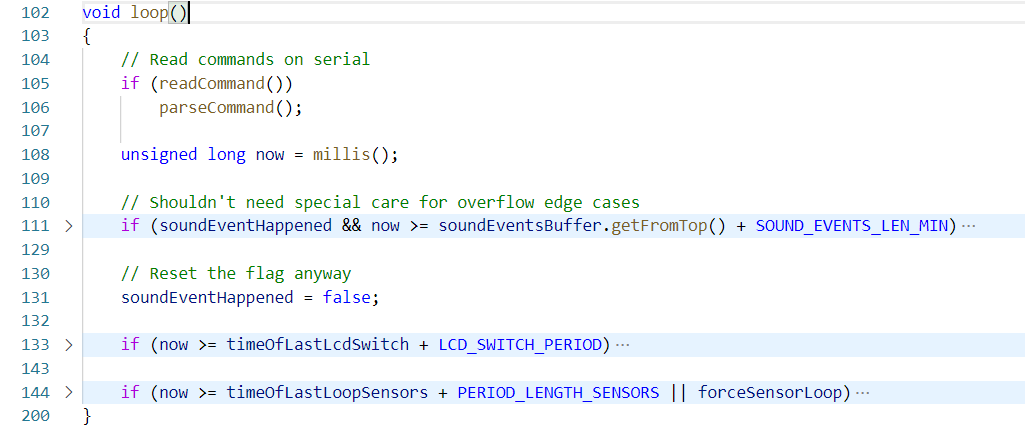 102 void loop()
103 {
104 // Read commands on serial
105 if (readCommand())
106 parseCommand();
107
108 unsigned long now = millis();
109
110 // Shouldn't need special care for overflow edge cases
111 > if (soundEventHappened && now >= soundEventsBuffer.getFromTop() + SOUND_EVENTS_LEN_MIN) ···
129
130 // Reset the flag anyway
131 soundEventHappened = false;
132
133 > if (now >= timeOfLastLcdSwitch + LCD_SWITCH_PERIOD) ···
143
144 > if (now >= timeOfLastLoopSensors + PERIOD_LENGTH_SENSORS || forceSensorLoop) ···
200 }